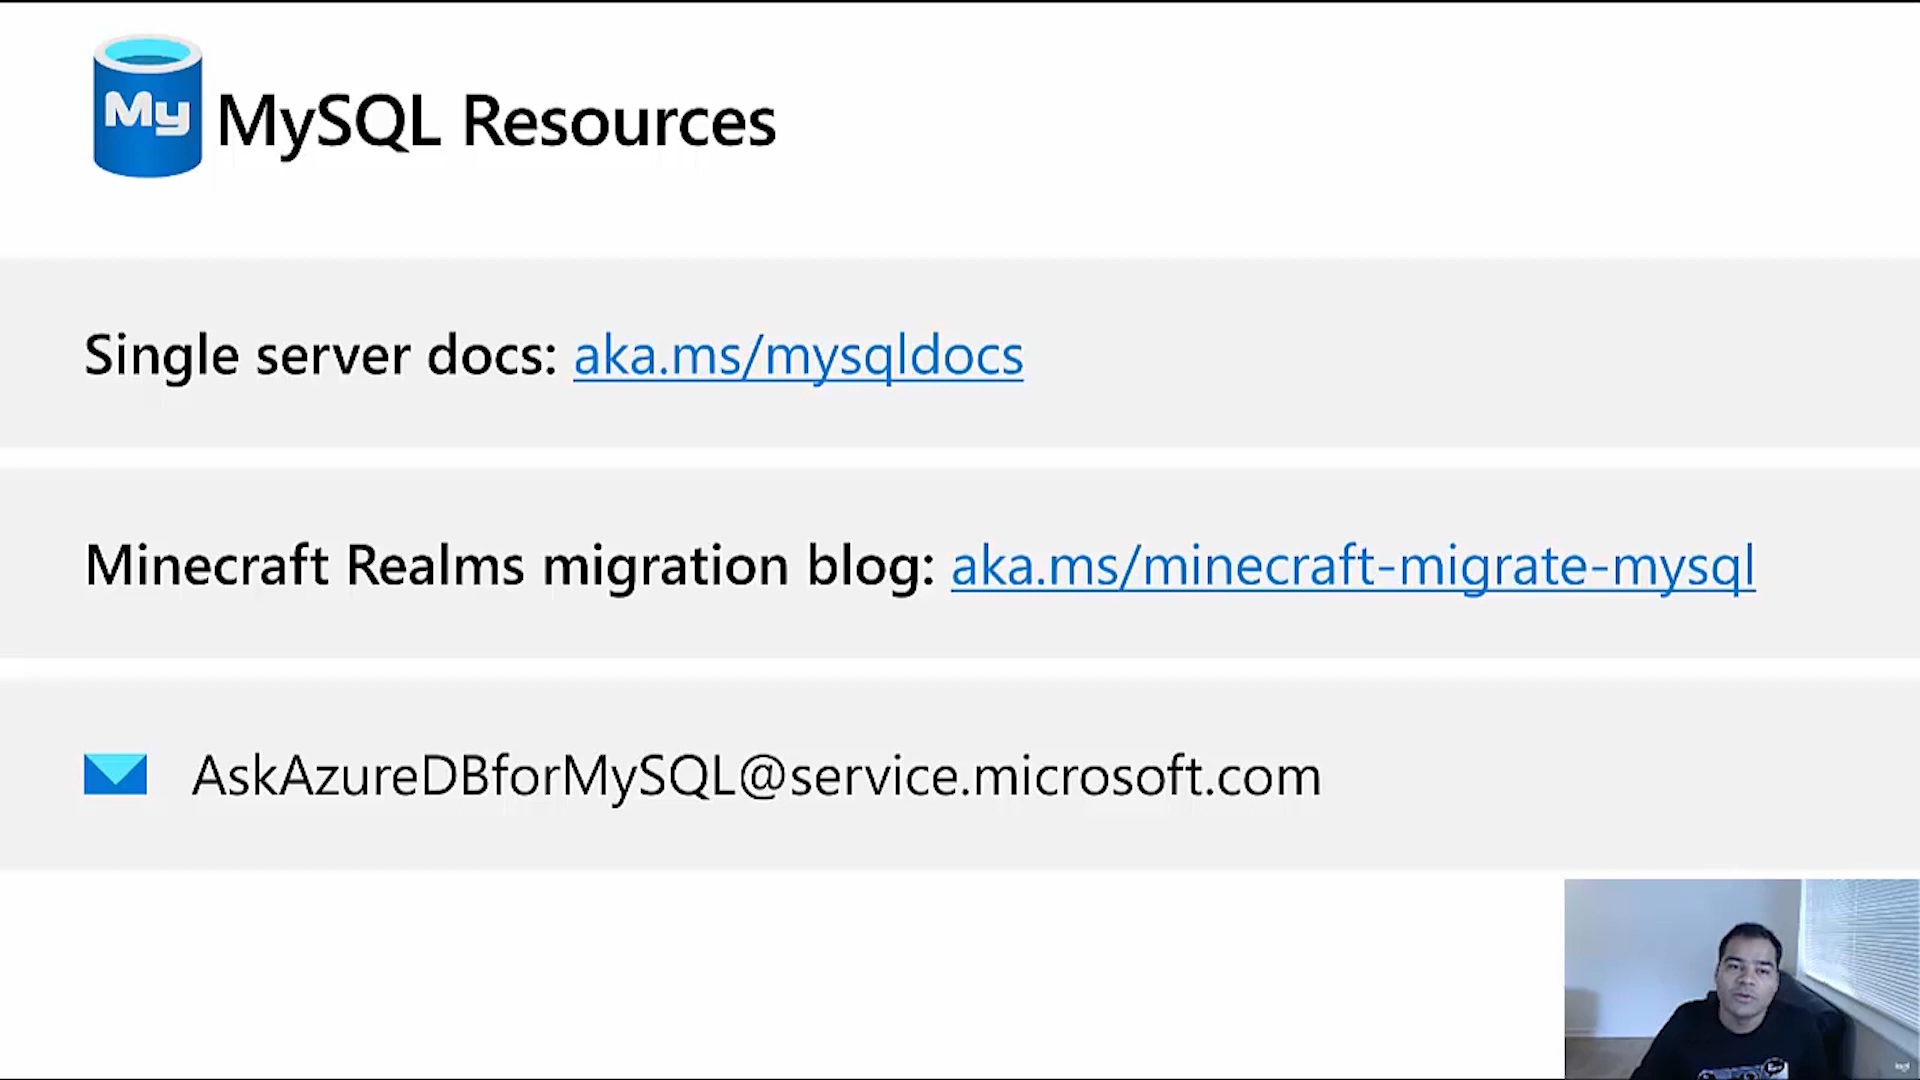 My MySQL Resources
Single server docs: aka.ms/mysqldocs
Minecraft Realms migration blog: aka.ms/minecraft-migrate-mysql
AskAzureDBforMySQL@service.microsoft.com